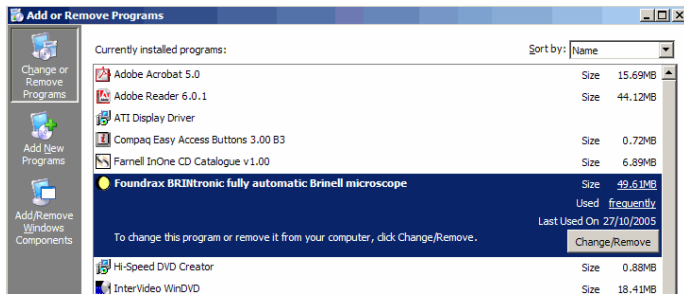 Add or Remove Programs
Change or
Remove
Programs
Add New
Programs
Add/Remove
Windows
Components
Currently installed programs:
Sort by: Name
Adobe Acrobat 5.0 Size 15.69MB
Adobe Reader 6.0.1 Size 44.12MB
ATI Display Driver
Compaq Easy Access Buttons 3.00 B3 Size 0.72MB
Farnell InOne CD Catalogue v1.00 Size 6.89MB
Foundrax BRINtronic fully automatic Brinell microscope Size 49.61MB
Used frequently
Last Used On 27/10/2005
To change this program or remove it from your computer, click Change/Remove. Change/Remove
Hi-Speed DVD Creator Size 0.88MB
InterVideo WinDVD Size 18.41MB